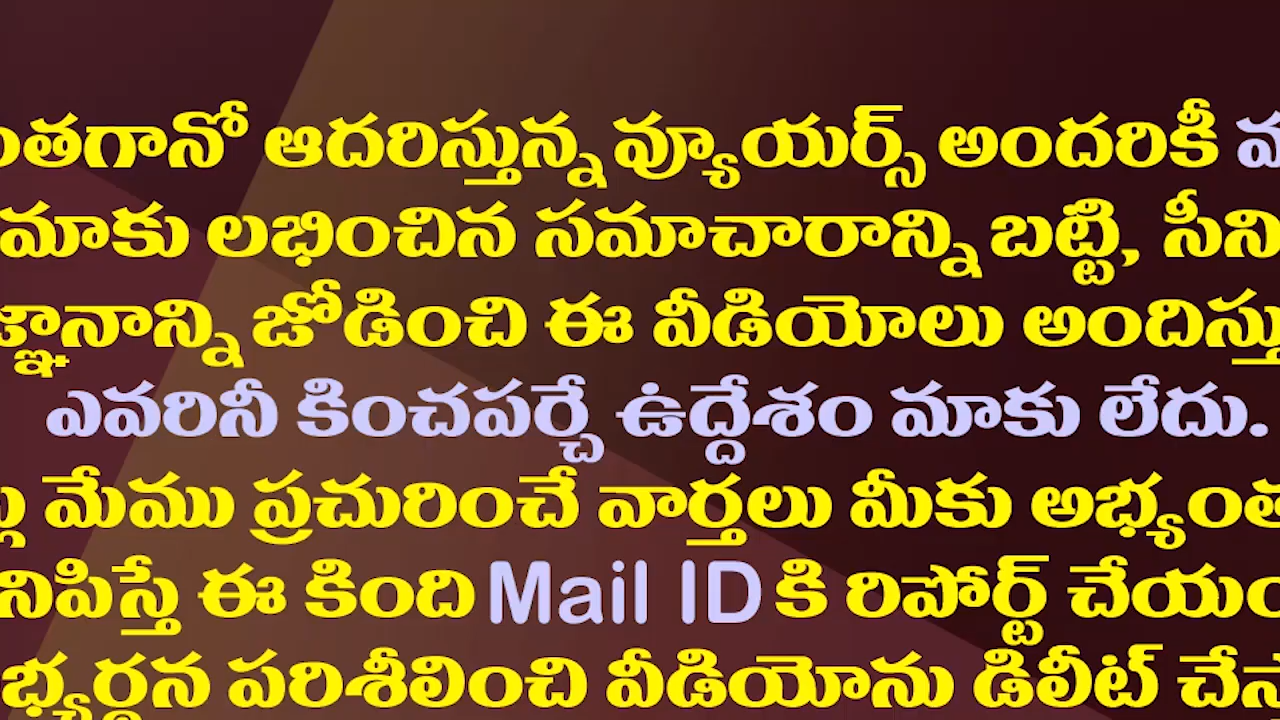 ఆదరిస్తున్న వ్యూయర్స్ అందరికీ
మాకు లభించిన సమాచారాన్ని బట్టి,
జోడించి ఈ వీడియోలు
ఎవరినీ కించపర్చే ఉద్దేశం మాకు లేదు.
మేము ప్రచురించే వార్తలు మీకు
ఈ కింది Mail ID కి రిపోర్ట్
పరిశీలించి వీడియోను డిలీట్